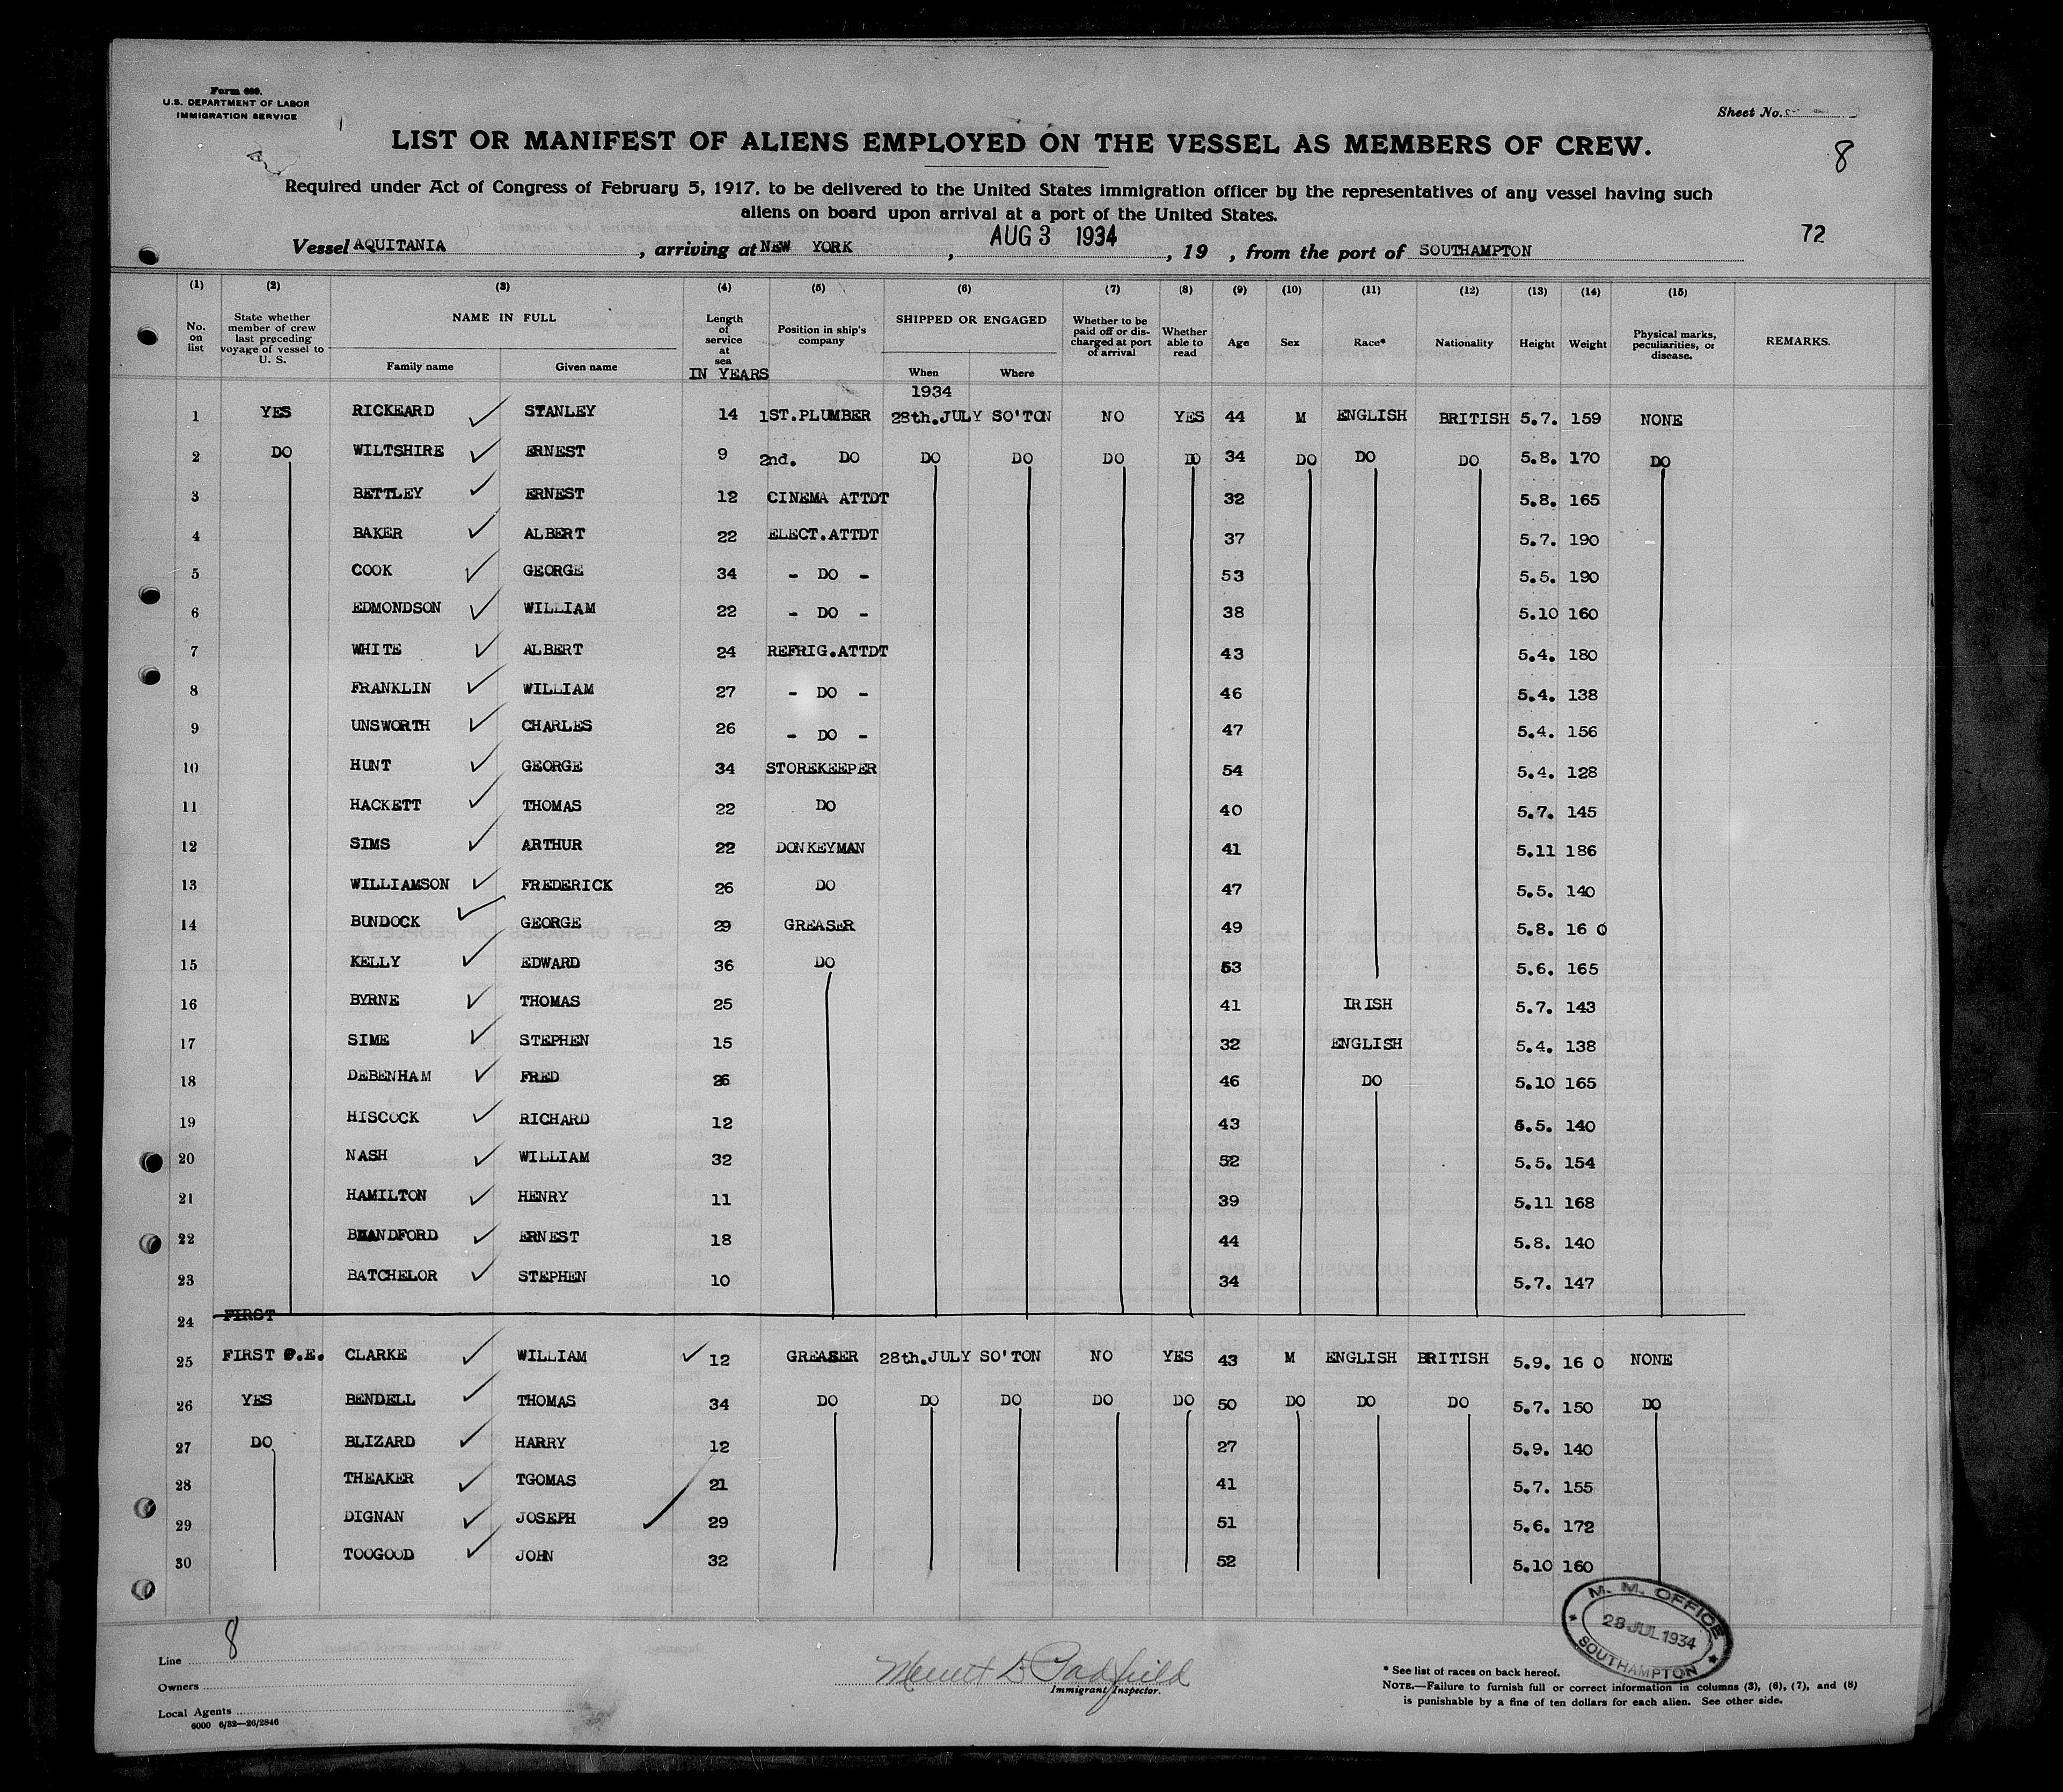 Form 680.
U.S. DEPARTMENT OF LABOR
IMMIGRATION SERVICE
Sheet No.
LIST OR MANIFEST OF ALIENS EMPLOYED ON THE VESSEL AS MEMBERS OF CREW.
8
Required under Act of Congress of February 5, 1917, to be delivered to the United States immigration officer by the representatives of any vessel having such
aliens on board upon arrival at a port of the United States.
72
Vessel AQUITANIA, arriving at NEW YORK, AUG 3 1934, 19 , from the port of SOUTHAMPTON
(1) (2) (3) (4) (5) (6) (7) (8) (9) (10) (11) (12) (13) (14) (15)
No. on list State whether member of crew last preceding voyage of vessel to U. S. NAME IN FULL Family name Given name Length of service at sea IN YEARS Position in ship's company SHIPPED OR ENGAGED When Where Whether to be paid off or discharged at port of arrival Whether able to read Age Sex Race* Nationality Height Weight Physical marks, peculiarities, or disease. REMARKS.
1934
1 YES RICKEARD STANLEY 14 1ST.PLUMBER 28th.JULY SO'TON NO YES 44 M ENGLISH BRITISH 5.7. 159 NONE
2 DO WILTSHIRE ERNEST 9 2nd. DO DO DO DO DO 34 DO DO DO 5.8. 170 DO
3 BETTLEY ERNEST 12 CINEMA ATTDT 32 5.8. 165
4 BAKER ALBERT 22 ELECT.ATTDT 37 5.7. 190
5 COOK GEORGE 34 - DO - 53 5.5. 190
6 EDMONDSON WILLIAM 22 - DO - 38 5.10 160
7 WHITE ALBERT 24 REFRIG.ATTDT 43 5.4. 180
8 FRANKLIN WILLIAM 27 - DO - 46 5.4. 138
9 UNSWORTH CHARLES 26 - DO - 47 5.4. 156
10 HUNT GEORGE 34 STOREKEEPER 54 5.4. 128
11 HACKETT THOMAS 22 DO 40 5.7. 145
12 SIMS ARTHUR 22 DONKEYMAN 41 5.11 186
13 WILLIAMSON FREDERICK 26 DO 47 5.5. 140
14 BUNDOCK GEORGE 29 GREASER 49 5.8. 16 0
15 KELLY EDWARD 36 DO 53 5.6. 165
16 BYRNE THOMAS 25 41 IRISH 5.7. 143
17 SIME STEPHEN 15 32 ENGLISH 5.4. 138
18 DEBENHAM FRED 26 46 DO 5.10 165
19 HISCOCK RICHARD 12 43 5.5. 140
20 NASH WILLIAM 32 52 5.5. 154
21 HAMILTON HENRY 11 39 5.11 168
22 ERNEST 18 44 5.8. 140
23 BATCHELOR STEPHEN 10 34 5.7. 147
24 FIRST
25 FIRST CLARKE WILLIAM 12 GREASER 28th.JULY SO'TON NO YES 43 M ENGLISH BRITISH 5.9. 16 0 NONE
26 YES BENDELL THOMAS 34 DO DO DO DO DO 50 DO DO DO 5.7. 150 DO
27 DO BLIZARD HARRY 12 27 5.9. 140
28 THEAKER TGOMAS 21 41 5.7. 155
29 DIGNAN JOSEPH 29 51 5.6. 172
30 TOOGOOD JOHN 32 52 5.10 160
M. M. OFFICE
28 JUL 1934
SOUTHAMPTON
8
Line
Owners
Local Agents
6000 6/32—26/2846
Immigrant Inspector.
* See list of races on back hereof.
NOTE.—Failure to furnish full or correct information in columns (3), (6), (7), and (8)
is punishable by a fine of ten dollars for each alien. See other side.